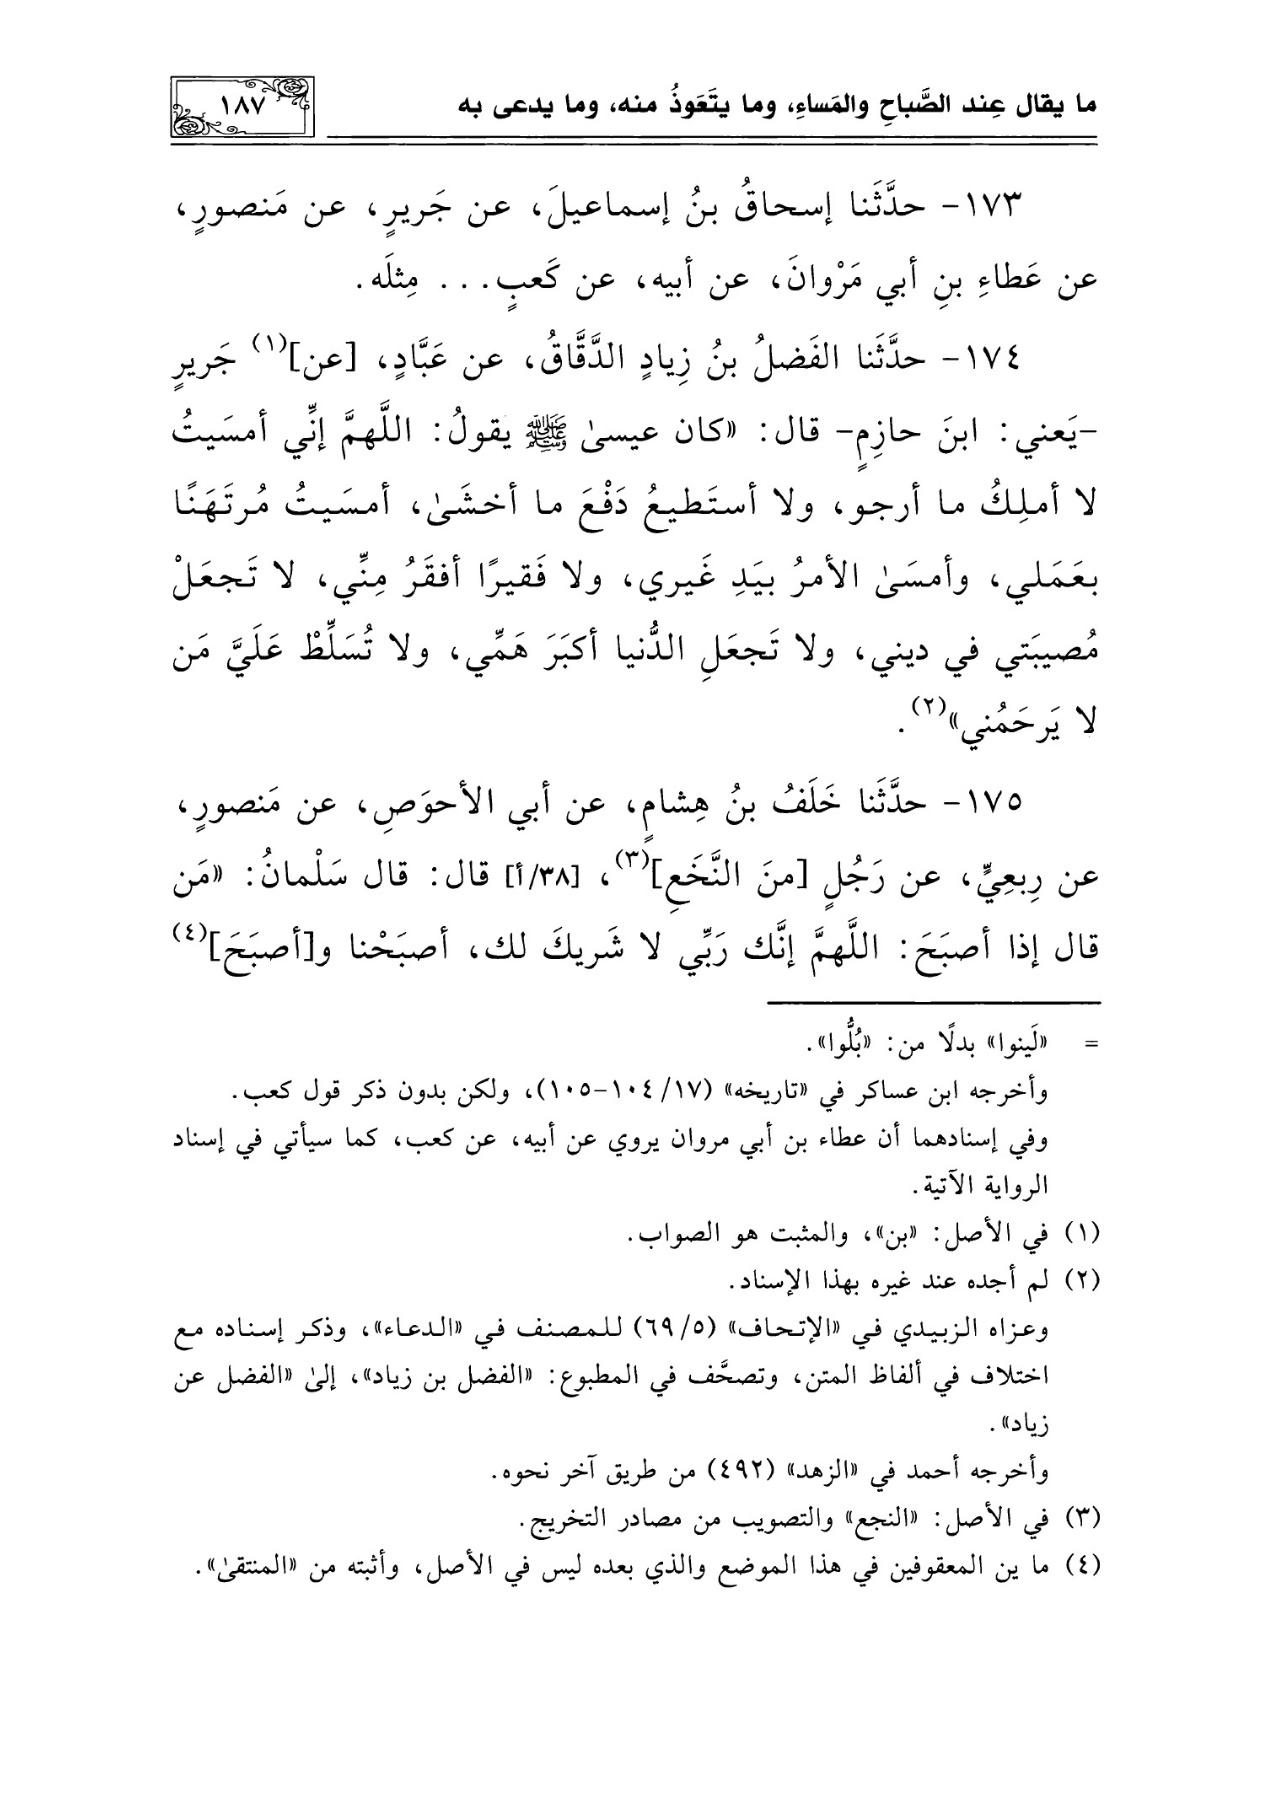 ما يقال عِند الصَّباحِ والمَساءِ، وما يتَعَوذُ منه، وما يدعى به
١٨٧
١٧٣- حدَّثَنا إسحاقُ بنُ إسماعيلَ، عن جَريرٍ، عن مَنصورٍ،
عن عَطاءِ بنِ أبي مَرْوانَ، عن أبيه، عن كَعبٍ... مِثلَه.
١٧٤- حدَّثَنا الفَضلُ بنُ زِيادٍ الدَّقَّاقُ، عن عَبَّادٍ، [عن](١) جَريرٍ
-يَعني: ابنَ حازِمٍ- قال: «كان عيسىٰ ﷺ يقولُ: اللَّهمَّ إنِّي أمسَيتُ
لا أملِكُ ما أرجو، ولا أستَطيعُ دَفْعَ ما أخشَىٰ، أمسَيتُ مُرتَهَنًا
بعَمَلي، وأمسَىٰ الأمرُ بيَدِ غَيري، ولا فَقيرًا أفقَرُ مِنِّي، لا تَجعَلْ
مُصيبَتي في ديني، ولا تَجعَلِ الدُّنيا أكبَرَ هَمِّي، ولا تُسَلِّطْ عَلَيَّ مَن
لا يَرحَمُني»(٢).
١٧٥- حدَّثَنا خَلَفُ بنُ هِشامٍ، عن أبي الأحوَصِ، عن مَنصورٍ،
عن رِبعِيٍّ، عن رَجُلٍ [منَ النَّخَعِ](٣)، [٣٨/أ] قال: قال سَلْمانُ: «مَن
قال إذا أصبَحَ: اللَّهمَّ إنَّك رَبِّي لا شَريكَ لك، أصبَحْنا و[أصبَحَ](٤)
= «لَينوا» بدلًا من: «بُلُّوا».
وأخرجه ابن عساكر في «تاريخه» (١٧/ ١٠٤-١٠٥)، ولكن بدون ذكر قول كعب.
وفي إسنادهما أن عطاء بن أبي مروان يروي عن أبيه، عن كعب، كما سيأتي في إسناد
الرواية الآتية.
(١) في الأصل: «بن»، والمثبت هو الصواب.
(٢) لم أجده عند غيره بهذا الإسناد.
وعزاه الزبيدي في «الإتحاف» (٥/ ٦٩) للمصنف في «الدعاء»، وذكر إسناده مع
اختلاف في ألفاظ المتن، وتصحَّف في المطبوع: «الفضل بن زياد»، إلىٰ «الفضل عن
زياد».
وأخرجه أحمد في «الزهد» (٤٩٢) من طريق آخر نحوه.
(٣) في الأصل: «النجع» والتصويب من مصادر التخريج.
(٤) ما ين المعقوفين في هذا الموضع والذي بعده ليس في الأصل، وأثبته من «المنتقىٰ».